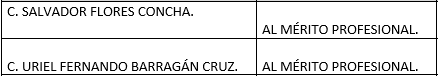 C. SALVADOR FLORES CONCHA.
AL MÉRITO PROFESIONAL.
C. URIEL FERNANDO BARRAGÁN CRUZ.
AL MÉRITO PROFESIONAL.